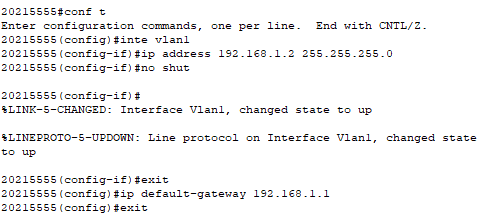 20215555#conf t
Enter configuration commands, one per line.  End with CNTL/Z.
20215555(config)#inte vlan1
20215555(config-if)#ip address 192.168.1.2 255.255.255.0
20215555(config-if)#no shut
20215555(config-if)#
%LINK-5-CHANGED: Interface Vlan1, changed state to up
%LINEPROTO-5-UPDOWN: Line protocol on Interface Vlan1, changed state
to up
20215555(config-if)#exit
20215555(config)#ip default-gateway 192.168.1.1
20215555(config)#exit